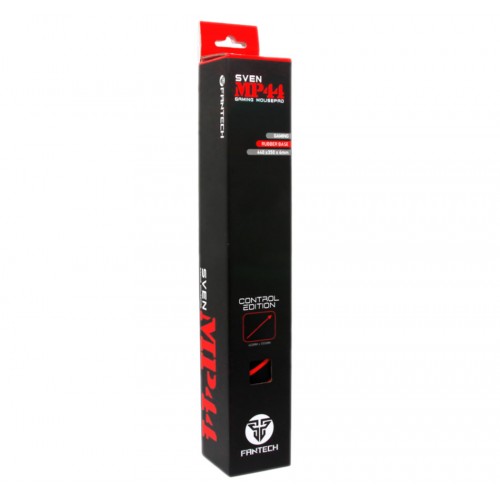 SVEN
MP44
GAMING MOUSEPAD
GAMING
RUBBER BASE
CONTROL
EDITION
FANTECH
FANTECH
SVEN
MP44